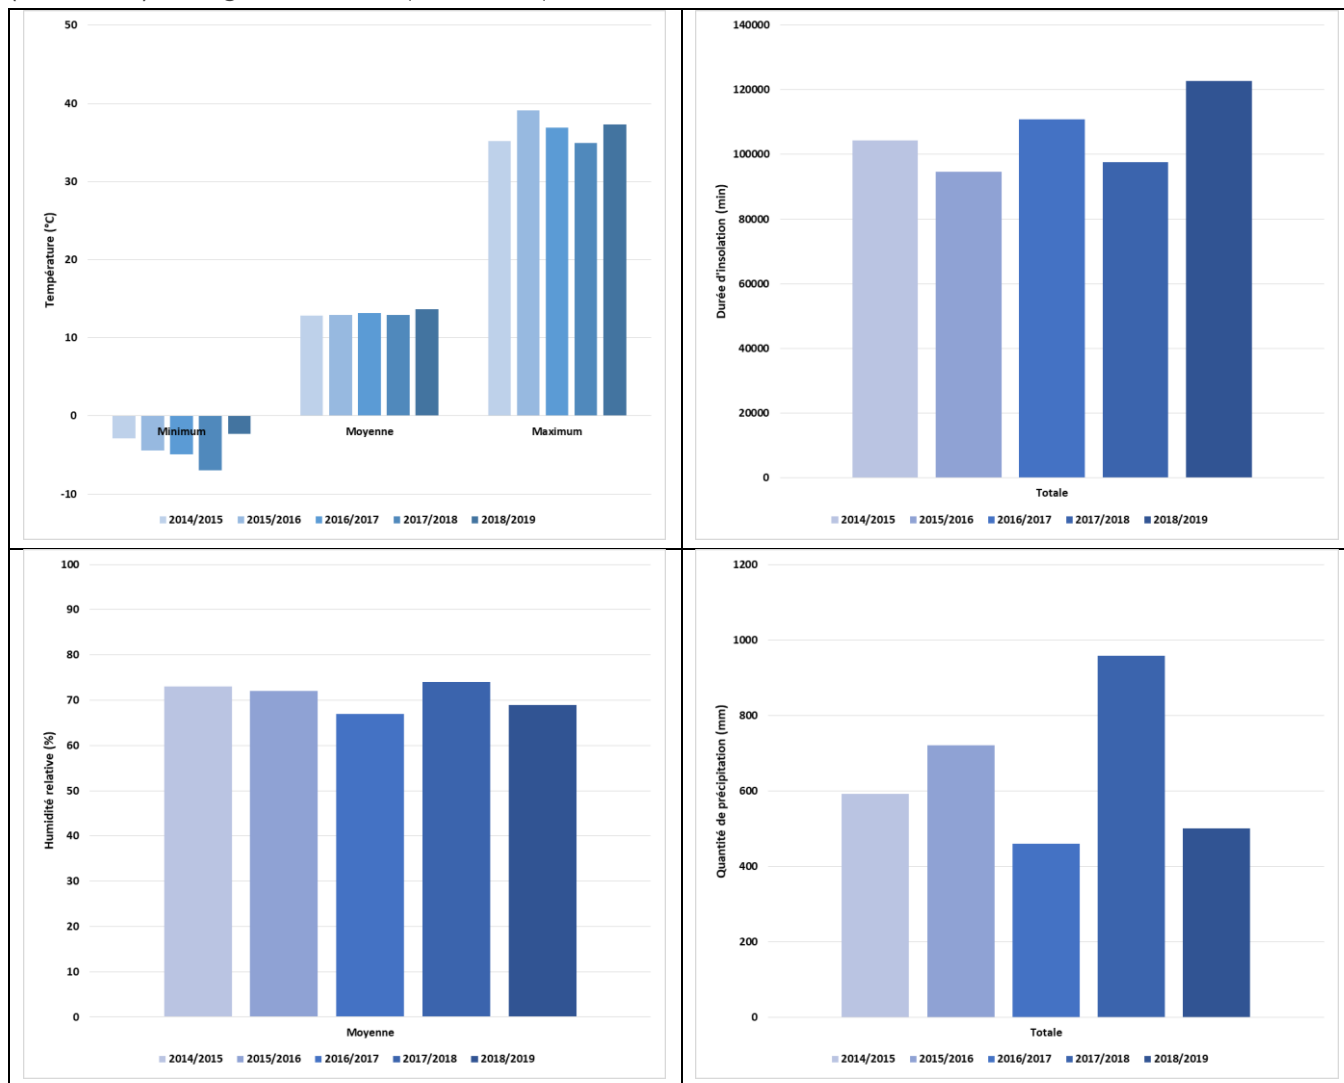 50
40
30
20
10
0
-10
Température (°C)
Minimum Moyenne Maximum
2014/2015 2015/2016 2016/2017 2017/2018 2018/2019
140000
120000
100000
80000
60000
40000
20000
0
Durée d'insolation (min)
Totale
2014/2015 2015/2016 2016/2017 2017/2018 2018/2019
100
90
80
70
60
50
40
30
20
10
0
Humidité relative (%)
Moyenne
2014/2015 2015/2016 2016/2017 2017/2018 2018/2019
1200
1000
800
600
400
200
0
Quantité de précipitation (mm)
Totale
2014/2015 2015/2016 2016/2017 2017/2018 2018/2019